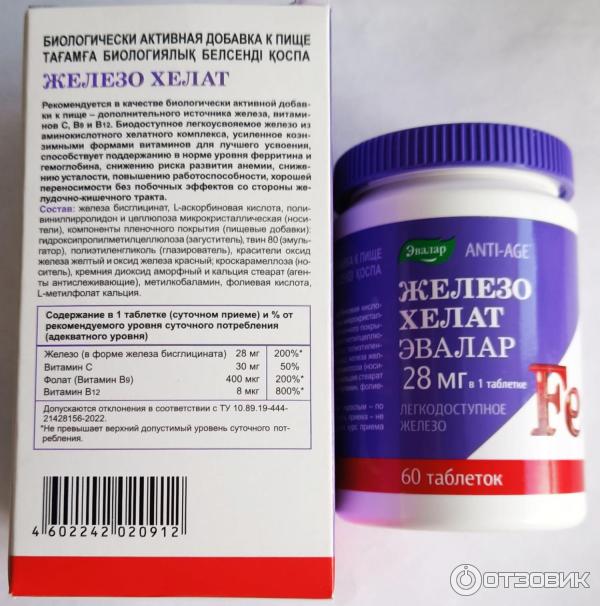 БИОЛОГИЧЕСКИ АКТИВНАЯ ДОБАВКА К ПИЩЕ
ТАҒАМҒА БИОЛОГИЯЛЫҚ БЕЛСЕНДІ ҚОСПА
ЖЕЛЕЗО ХЕЛАТ
Рекомендуется в качестве биологически активной добав-
ки к пище – дополнительного источника железа, витами-
нов С, В9 и В12. Биодоступное легкоусвояемое железо из
аминокислотного хелатного комплекса, усиленное коэн-
зимными формами витаминов для лучшего усвоения,
способствует поддержанию в норме уровня ферритина и
гемоглобина, снижению риска развития анемии, сниже-
нию усталости, повышению работоспособности, хорошей
переносимости без побочных эффектов со стороны же-
лудочно-кишечного тракта.
Состав: железа бисглицинат, L-аскорбиновая кислота, поли-
винилпирролидон и целлюлоза микрокристаллическая (носи-
тели), компоненты пленочного покрытия (пищевые добавки):
гидроксипропилметилцеллюлоза (загуститель), твин 80 (эмуль-
гатор), полиэтиленгликоль (глазирователь), красители оксид
железа желтый и оксид железа красный; кроскарамеллоза (но-
ситель), кремния диоксид аморфный и кальция стеарат (аген-
ты антислеживающие), метилкобаламин, фолиевая кислота,
L-метилфолат кальция.
Содержание в 1 таблетке (суточном приеме) и % от
рекомендуемого уровня суточного потребления
(адекватного уровня)
Железо (в форме железа бисглицината) 28 мг 200%*
Витамин С 30 мг 50%
Фолат (Витамин В9) 400 мкг 200%*
Витамин В12 8 мкг 800%*
Допускаются отклонения в соответствии с ТУ 10.89.19-444-
21428156-2022.
*Не превышает верхний допустимый уровень суточного пот-
ребления.
4 602242 020912
Эвалар ANTI-AGE
ЖЕЛЕЗО
ХЕЛАТ
ЭВАЛАР
28 мг в 1 таблетке
ЛЕГКОДОСТУПНОЕ
ЖЕЛЕЗО
Fe
60 таблеток
ОТЗОВИК